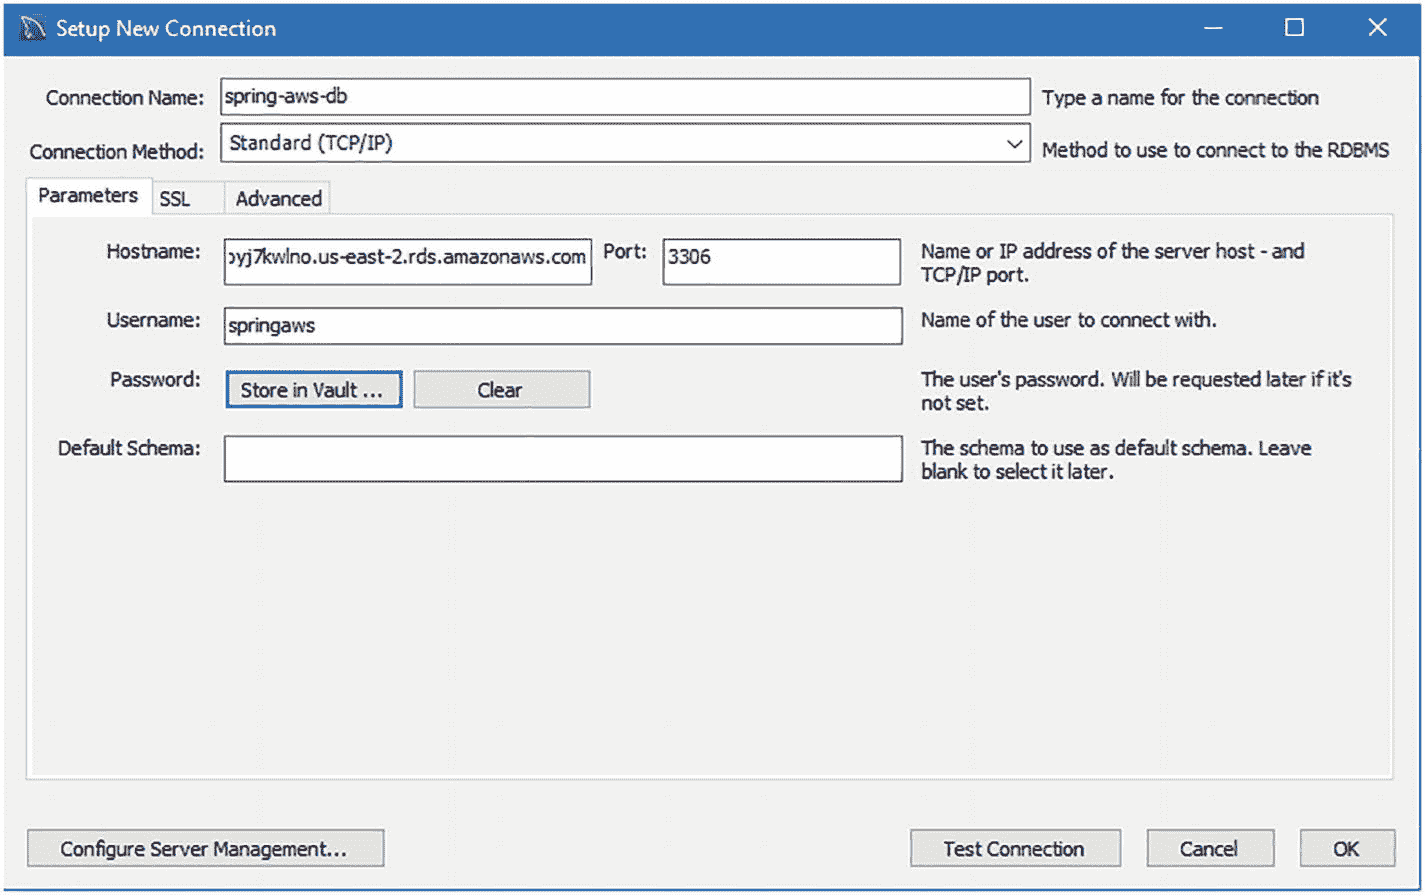 Setup New Connection
Connection Name: spring-aws-db Type a name for the connection
Connection Method: Standard (TCP/IP) Method to use to connect to the RDBMS
Parameters SSL Advanced
Hostname: .us-east-2.rds.amazonaws.com Port: 3306 Name or IP address of the server host - and
TCP/IP port.
Username: springaws Name of the user to connect with.
Password: Store in Vault ... Clear The user's password. Will be requested later if it's
not set.
Default Schema: The schema to use as default schema. Leave
blank to select it later.
Configure Server Management... Test Connection Cancel OK